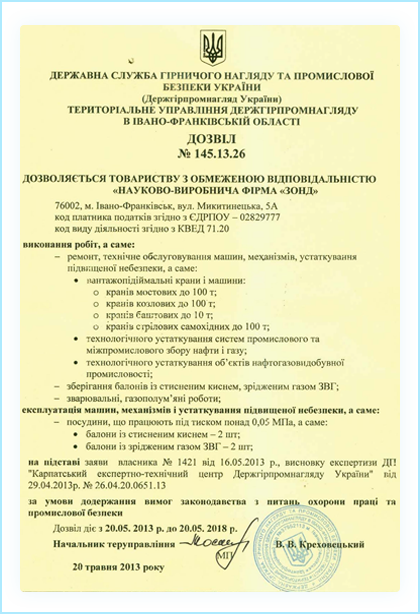 ДЕРЖАВНА СЛУЖБА ГІРНИЧОГО НАГЛЯДУ ТА ПРОМИСЛОВОЇ
БЕЗПЕКИ УКРАЇНИ
(Держгірпромнагляд України)
ТЕРИТОРІАЛЬНЕ УПРАВЛІННЯ ДЕРЖГІРПРОМНАГЛЯДУ
В ІВАНО-ФРАНКІВСЬКІЙ ОБЛАСТІ
ДОЗВІЛ
№ 145.13.26
ДОЗВОЛЯЄТЬСЯ ТОВАРИСТВУ З ОБМЕЖЕНОЮ ВІДПОВІДАЛЬНІСТЮ
«НАУКОВО-ВИРОБНИЧА ФІРМА «ЗОНД»
76002, м. Івано-Франківськ, вул. Микитинецька, 5А
код платника податків згідно з ЄДРПОУ – 02829777
код виду діяльності згідно з КВЕД 71.20
виконання робіт, а саме:
– ремонт, технічне обслуговування машин, механізмів, устаткування
підвищеної небезпеки, а саме:
• вантажопідіймальні крани і машини:
о кранів мостових до 100 т;
о кранів козлових до 100 т;
о кранів баштових до 10 т;
о кранів стрілових самохідних до 100 т;
• технологічного устаткування систем промислового та
міжпромислового збору нафти і газу;
• технологічного устаткування об’єктів нафтогазовидобувної
промисловості;
– зберігання балонів із стисненим киснем, зрідженим газом ЗВГ;
– зварювальні, газополум’яні роботи;
експлуатація машин, механізмів і устаткування підвищеної небезпеки, а саме:
– посудини, що працюють під тиском понад 0,05 МПа, а саме:
• балони із стисненим киснем – 2 шт;
• балони із зрідженим газом ЗВГ – 2 шт;
на підставі заяви власника № 1421 від 16.05.2013 р., висновку експертизи ДП
"Карпатський експертно-технічний центр Держгірпромнагляду України" від
29.04.2013р. № 26.04.20.0651.13
за умови додержання вимог законодавства з питань охорони праці та
промислової безпеки
Дозвіл діє з 20.05.2013 р. до 20.05.2018 р.
Начальник теруправління В. В. Креховецький
МП
20 травня 2013 року